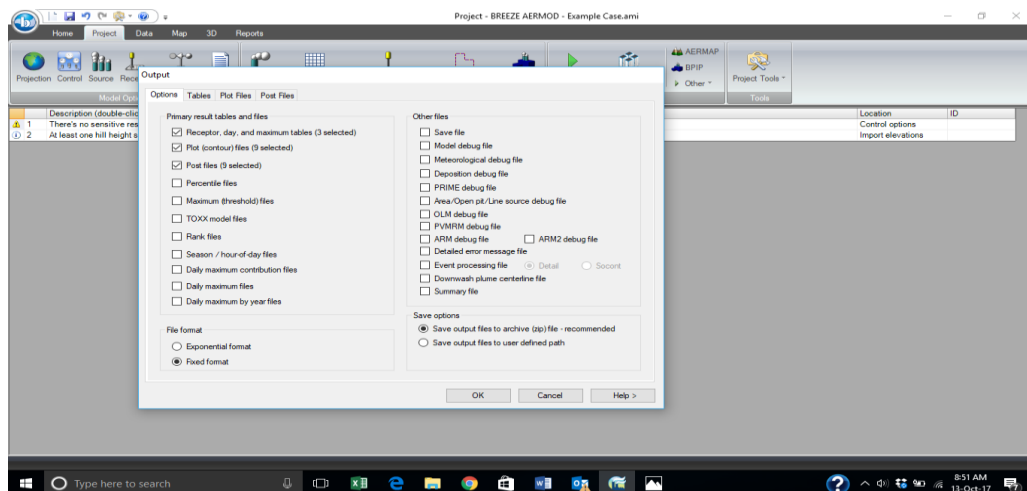 Project - BREEZE AERMOD - Example Case.ami
Home Project Data Map 3D Reports
Projection Control Source
AERMAP
BPIP
Other
Project Tools
Tools
Output
Options Tables Plot Files Post Files
Primary result tables and files
Receptor, day, and maximum tables (3 selected)
Plot (contour) files (9 selected)
Post files (9 selected)
Percentile files
Maximum (threshold) files
TOXX model files
Rank files
Season / hour-of-day files
Daily maximum contribution files
Daily maximum files
Daily maximum by year files
File format
Exponential format
Fixed format
Other files
Save file
Model debug file
Meteorological debug file
Deposition debug file
PRIME debug file
Area/Open pit/Line source debug file
OLM debug file
PVMRM debug file
ARM debug file ARM2 debug file
Detailed error message file
Event processing file Detail Socont
Downwash plume centerline file
Summary file
Save options
Save output files to archive (zip) file - recommended
Save output files to user defined path
OK Cancel Help >
Location ID
1 There's no sensitive res Control options
2 At least one hill height s Import elevations
Type here to search
8:51 AM
13-Oct-17